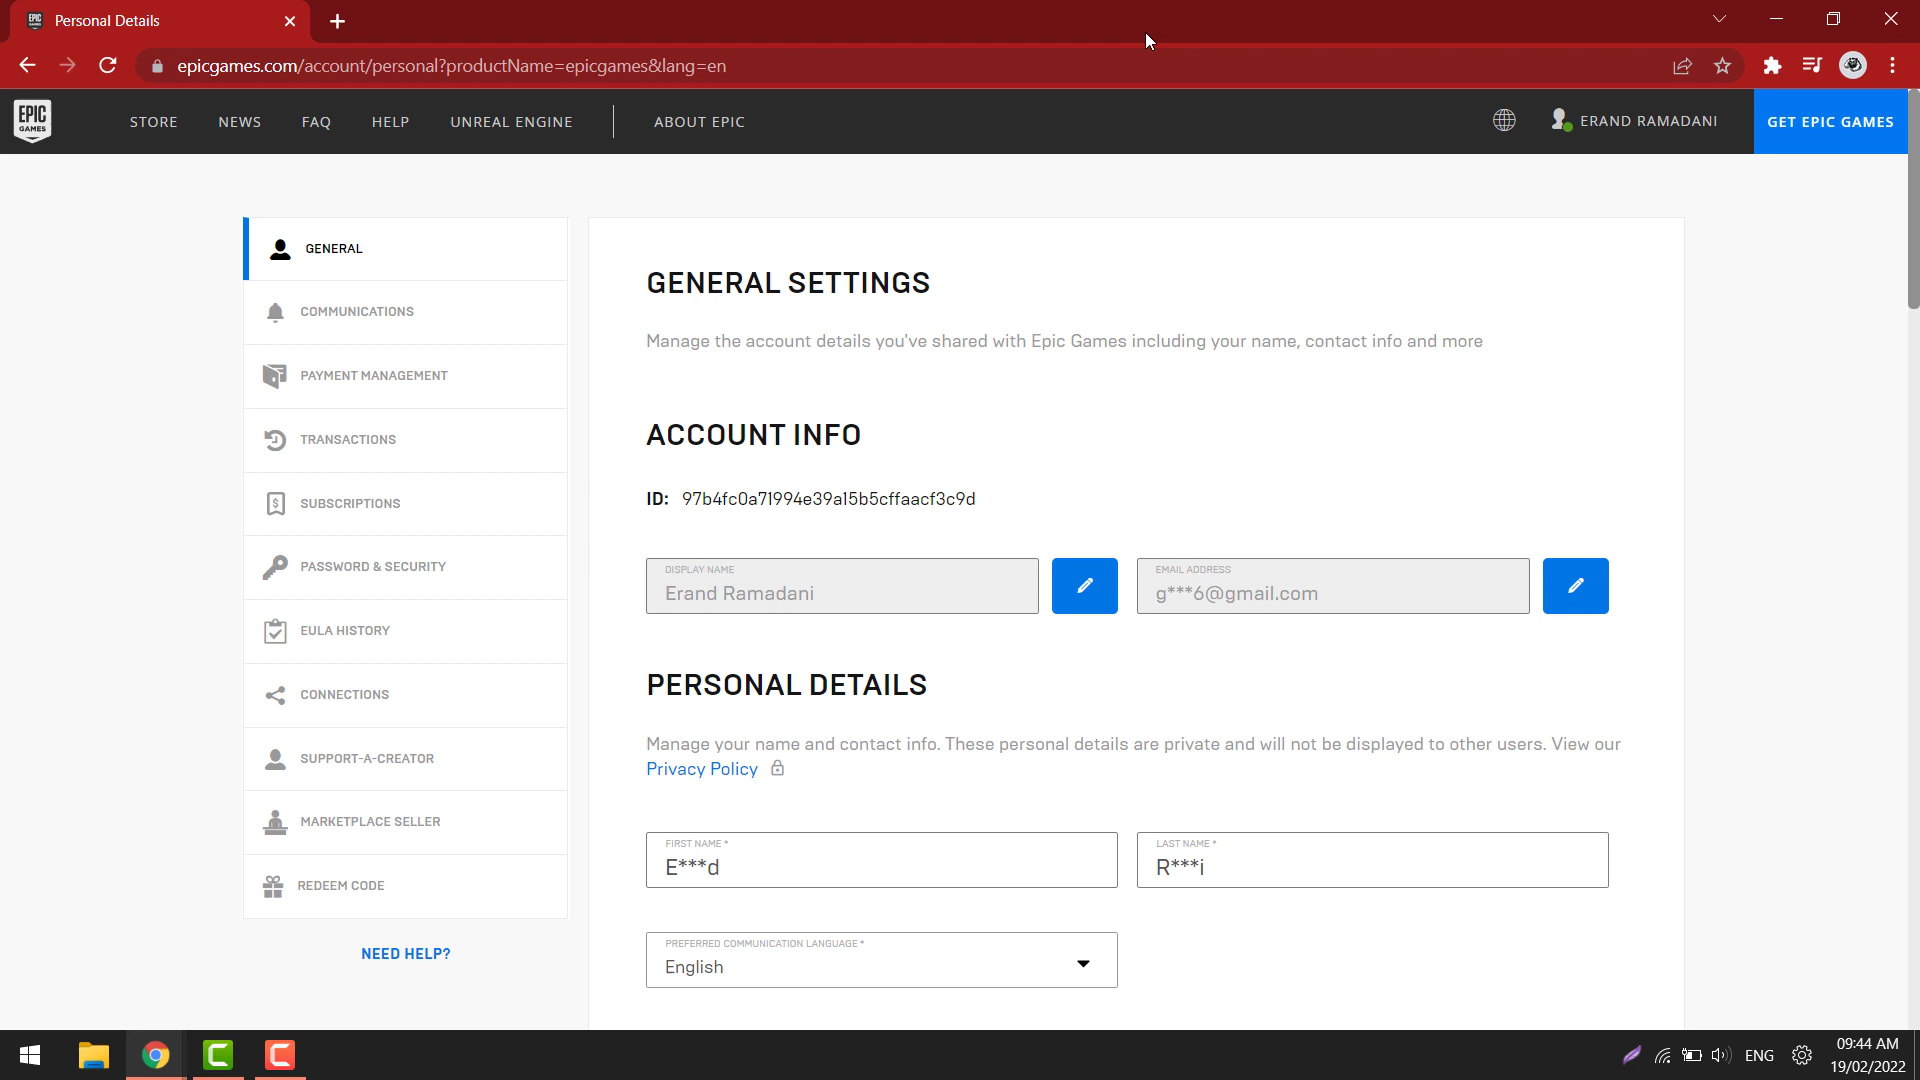 EPIC GAMES
Personal Details
epicgames.com/account/personal?productName=epicgames&lang=en
EPIC
GAMES
STORE NEWS FAQ HELP UNREAL ENGINE ABOUT EPIC ERAND RAMADANI GET EPIC GAMES
GENERAL
COMMUNICATIONS
PAYMENT MANAGEMENT
TRANSACTIONS
SUBSCRIPTIONS
PASSWORD & SECURITY
EULA HISTORY
CONNECTIONS
SUPPORT-A-CREATOR
MARKETPLACE SELLER
REDEEM CODE
NEED HELP?
GENERAL SETTINGS
Manage the account details you've shared with Epic Games including your name, contact info and more
ACCOUNT INFO
ID: 97b4fc0a71994e39a15b5cffaacf3c9d
DISPLAY NAME
Erand Ramadani
EMAIL ADDRESS
g***6@gmail.com
PERSONAL DETAILS
Manage your name and contact info. These personal details are private and will not be displayed to other users. View our
Privacy Policy
FIRST NAME *
E***d
LAST NAME *
R***i
PREFERRED COMMUNICATION LANGUAGE *
English
ENG
09:44 AM
19/02/2022